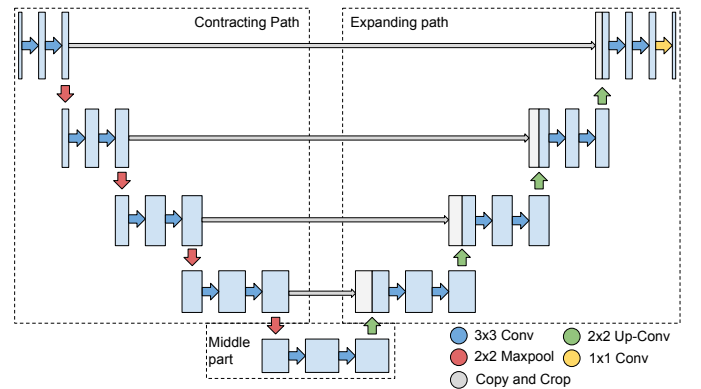 Contracting Path
Expanding path
Middle
part
3x3 Conv
2x2 Up-Conv
2x2 Maxpool
1x1 Conv
Copy and Crop